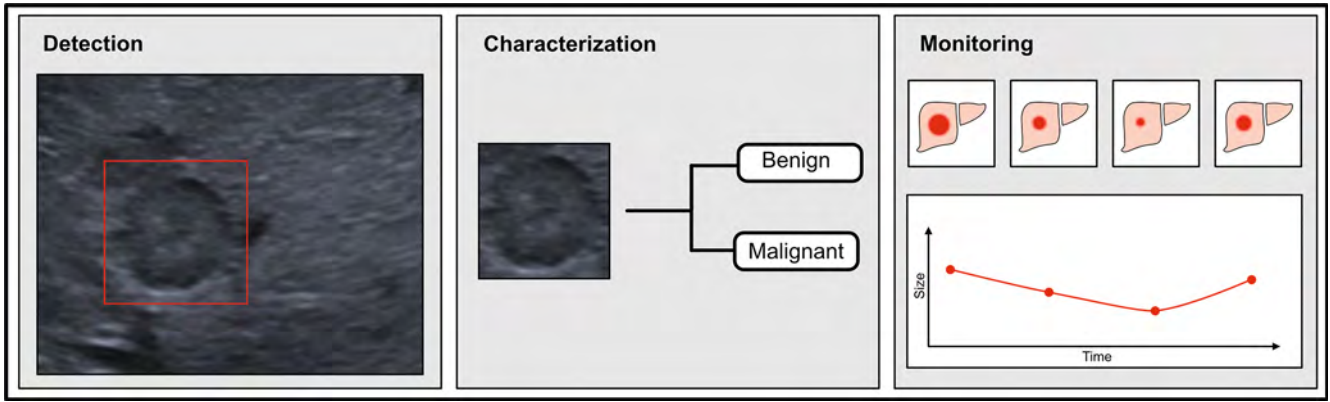 Detection
Characterization
Benign
Malignant
Monitoring
Size
Time